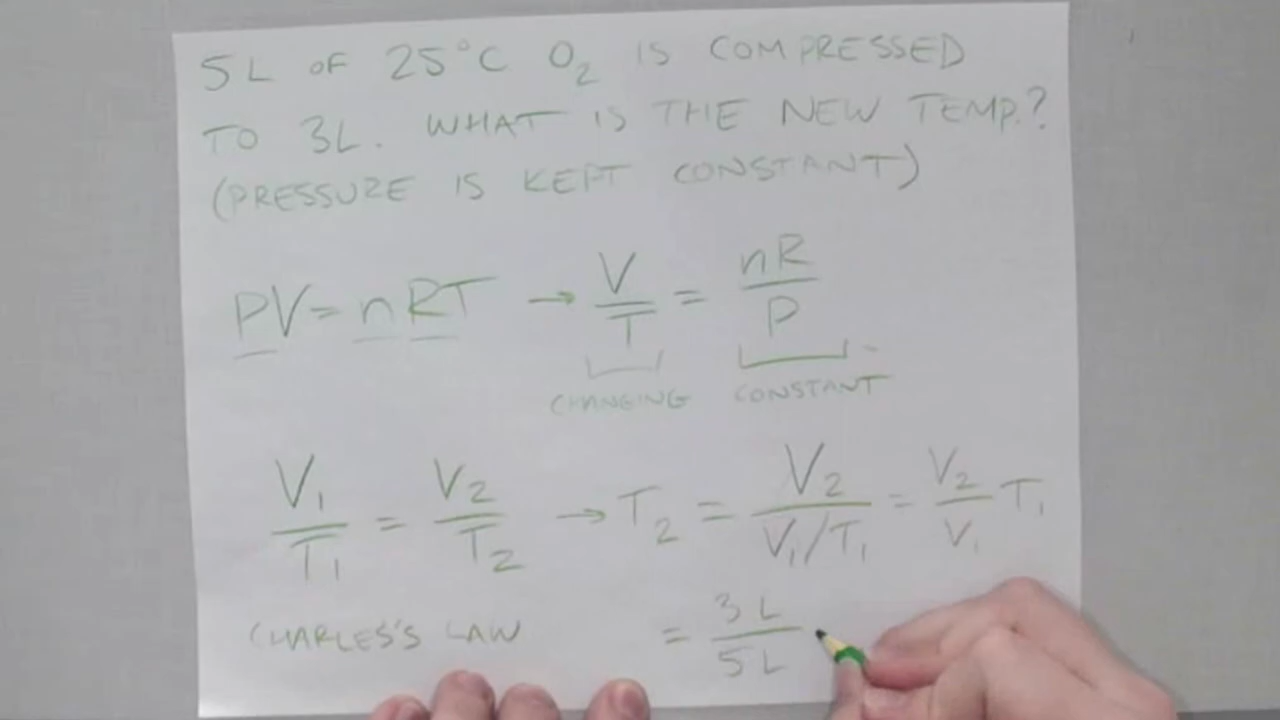 5L OF 25°C O₂ IS COMPRESSED
TO 3L. WHAT IS THE NEW TEMP.?
(PRESSURE IS KEPT CONSTANT)
PV=nRT → V/T = nR/P
CHANGING CONSTANT
V₁/T₁ = V₂/T₂ → T₂ = V₂/(V₁/T₁) = V₂/V₁ T₁
CHARLES'S LAW = 3L/5L